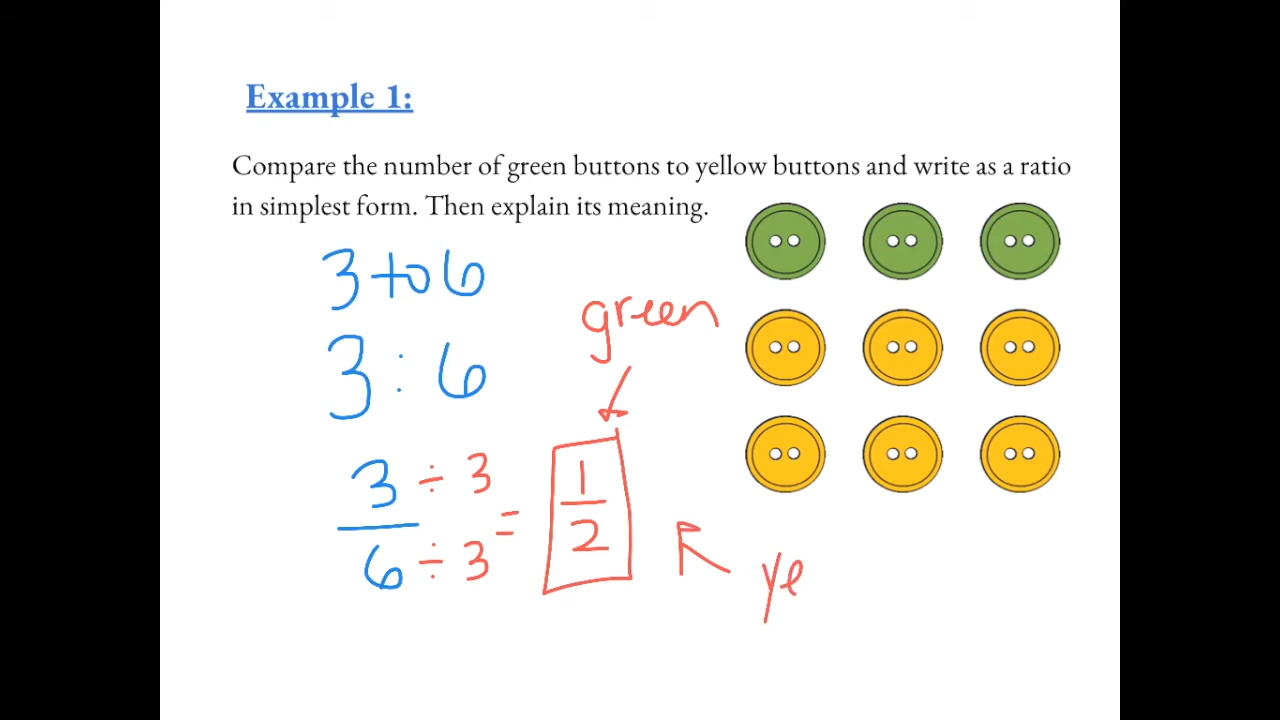 Example 1:
Compare the number of green buttons to yellow buttons and write as a ratio
in simplest form. Then explain its meaning.
3 to 6
green
3 : 6
3 ÷ 3
6 ÷ 3 = 1
2
ye